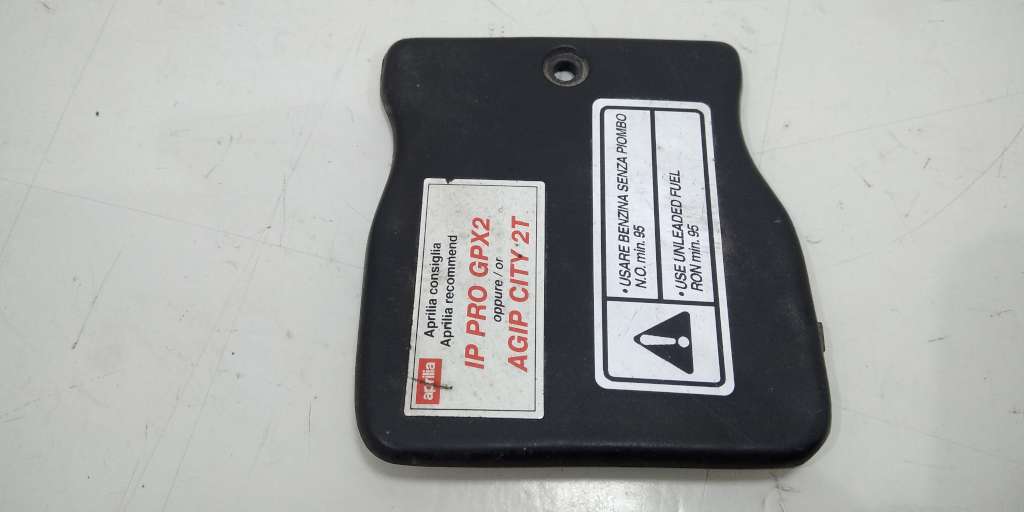 aprilia
Aprilia consiglia
Aprilia recommend
IP PRO GPX2
oppure / or
AGIP CITY 2T
• USARE BENZINA SENZA PIOMBO
N.O. min. 95
• USE UNLEADED FUEL
RON min. 95